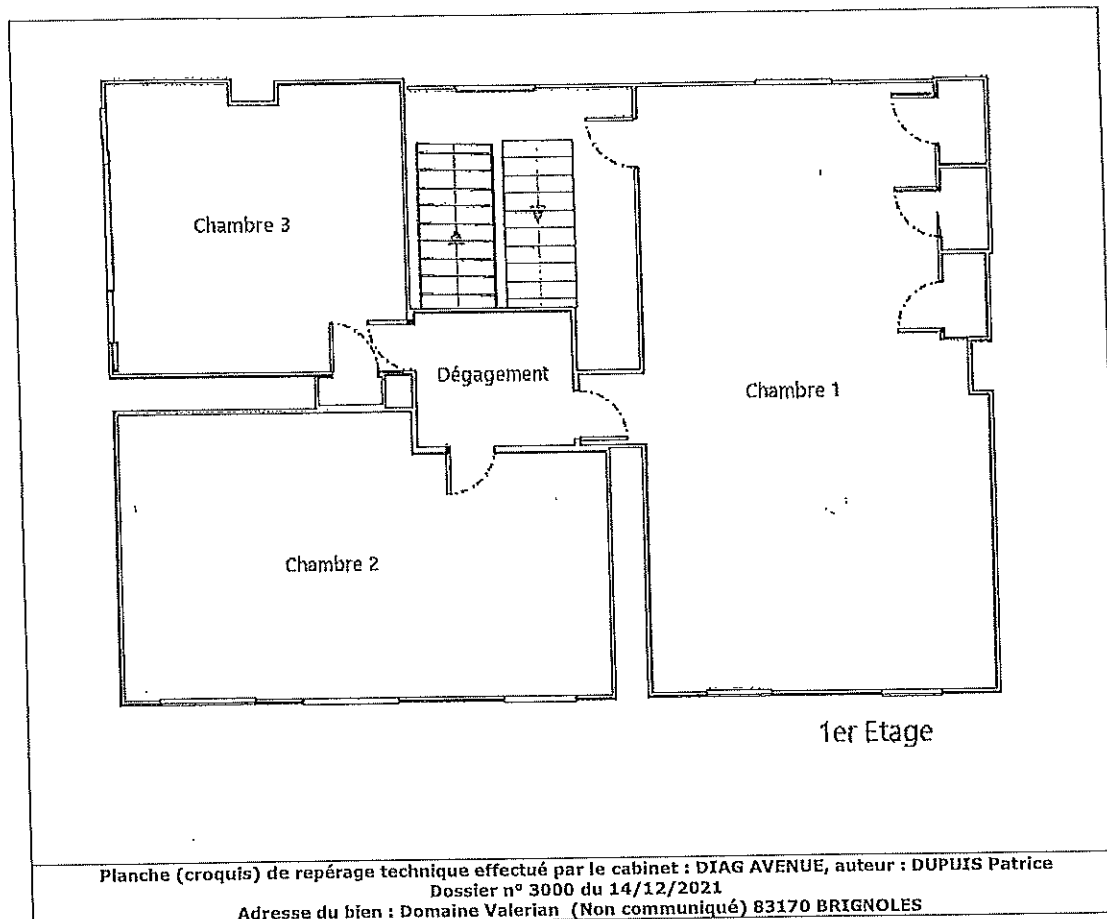 Chambre 3
Dégagement
Chambre 1
Chambre 2
1er Etage
Planche (croquis) de repérage technique effectué par le cabinet : DIAG AVENUE, auteur : DUPUIS Patrice
Dossier n° 3000 du 14/12/2021
Adresse du bien : Domaine Valerian (Non communiqué) 83170 BRIGNOLES